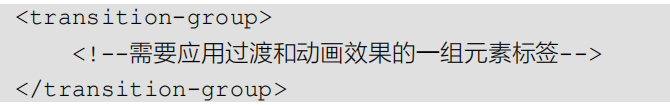 <transition-group>
    <!--需要应用过渡和动画效果的一组元素标签-->
</transition-group>